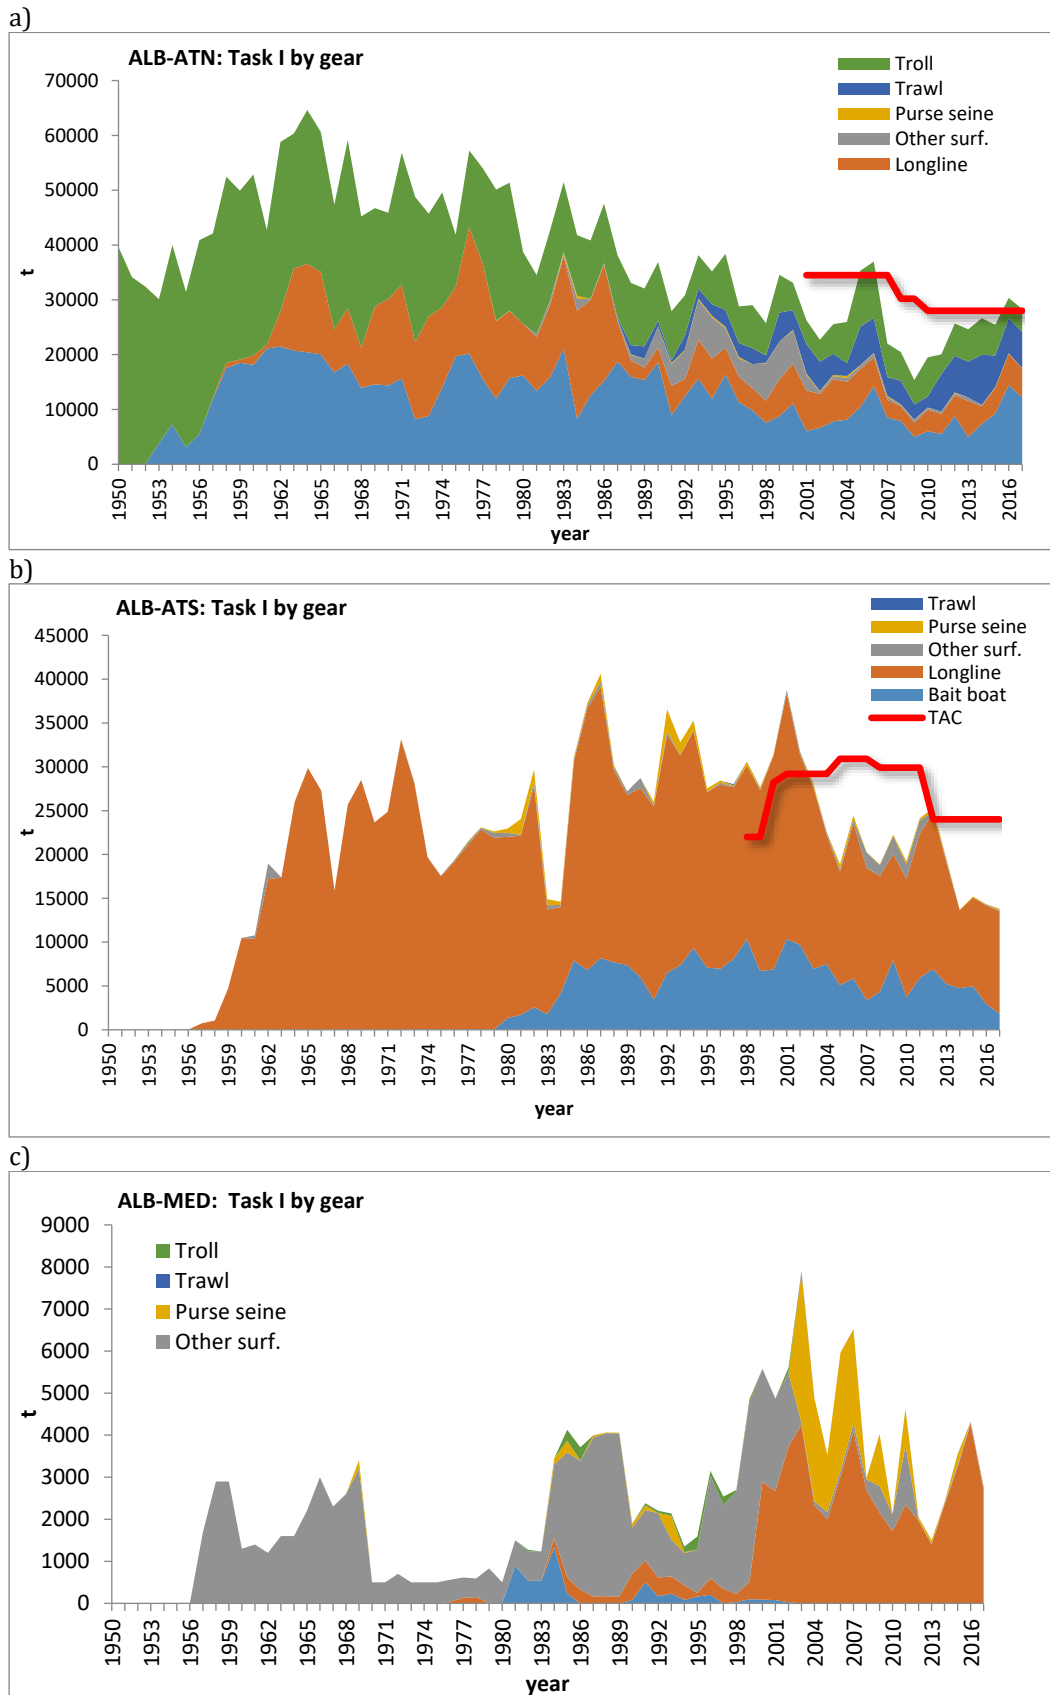 a)
ALB-ATN: Task I by gear
Troll
Trawl
Purse seine
Other surf.
Longline
70000
60000
50000
40000
30000
20000
10000
0
t
1950 1953 1956 1959 1962 1965 1968 1971 1974 1977 1980 1983 1986 1989 1992 1995 1998 2001 2004 2007 2010 2013 2016
year
b)
ALB-ATS: Task I by gear
Trawl
Purse seine
Other surf.
Longline
Bait boat
TAC
45000
40000
35000
30000
25000
20000
15000
10000
5000
0
t
1950 1953 1956 1959 1962 1965 1968 1971 1974 1977 1980 1983 1986 1989 1992 1995 1998 2001 2004 2007 2010 2013 2016
year
c)
ALB-MED: Task I by gear
Troll
Trawl
Purse seine
Other surf.
9000
8000
7000
6000
5000
4000
3000
2000
1000
0
t
1950 1953 1956 1959 1962 1965 1968 1971 1974 1977 1980 1983 1986 1989 1992 1995 1998 2001 2004 2007 2010 2013 2016
year